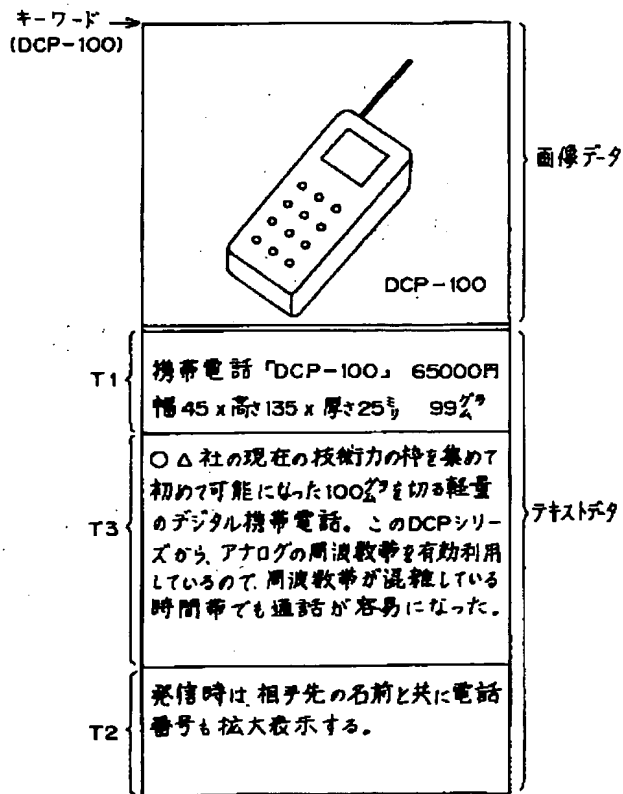 キーワード
(DCP-100)
画像データ
DCP-100
T1
携帯電話「DCP-100」 65000円
幅45×高さ135×厚さ25ミリ 99グラム
T3
○△社の現在の技術力の枠を集めて
初めて可能になった100グラムを切る軽量
のデジタル携帯電話。このDCPシリー
ズから、アナログの周波数帯を有効利用
しているので、周波数帯が混雑している
時間帯でも通話が容易になった。
テキストデータ
T2
発信時は、相手先の名前と共に電話
番号も拡大表示する。